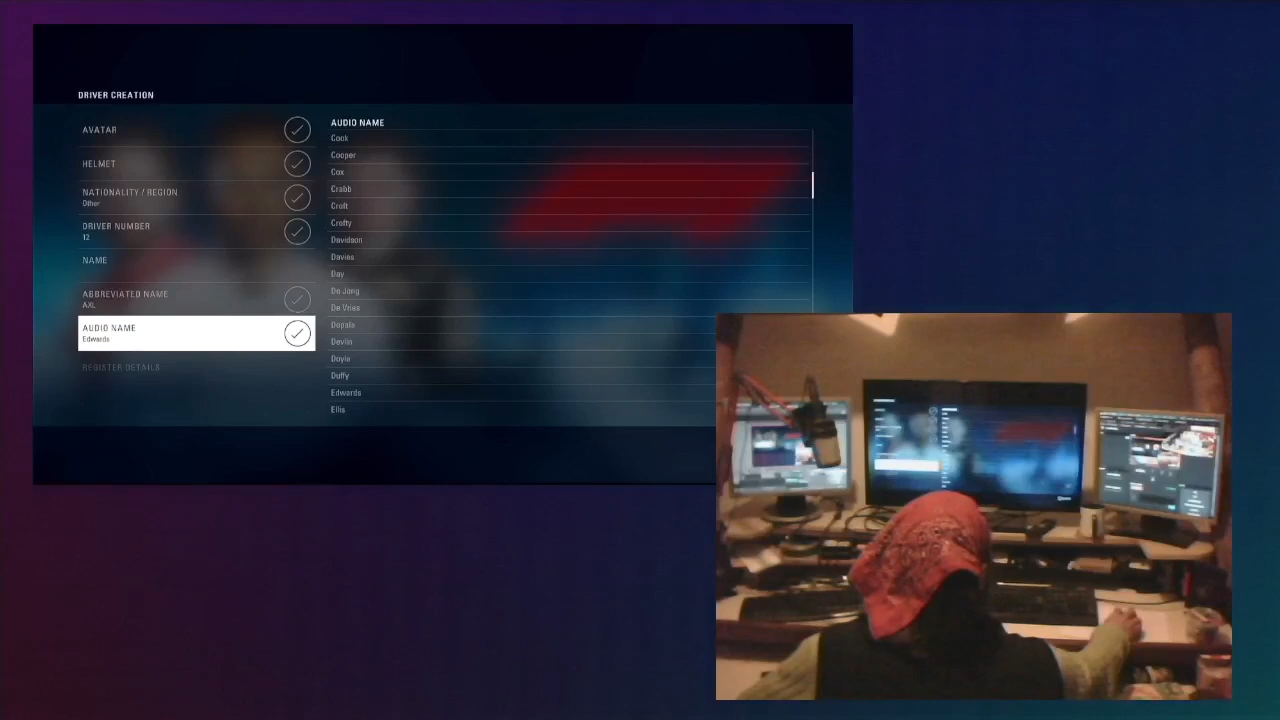 DRIVER CREATION
AVATAR
HELMET
NATIONALITY / REGION
Other
DRIVER NUMBER
12
NAME
ABBREVIATED NAME
AXL
AUDIO NAME
Edwards
REGISTER DETAILS
AUDIO NAME
Cook
Cooper
Cox
Crabb
Croft
Crofty
Davidson
Davies
Day
De Jong
De Vries
Depala
Devlin
Doyle
Duffy
Edwards
Ellis